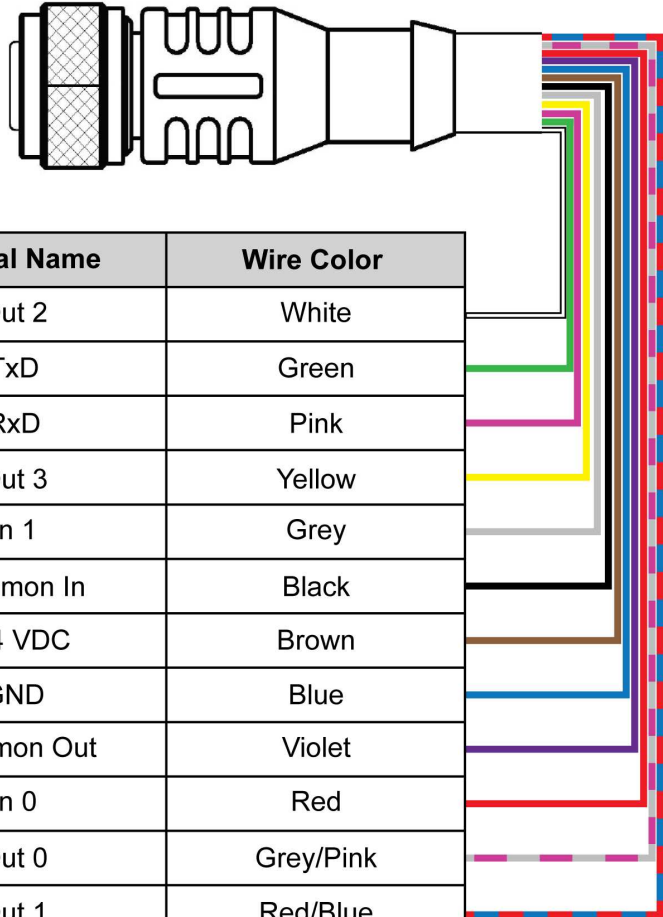 al Name Wire Color
ut 2 White
TxD Green
RxD Pink
ut 3 Yellow
n 1 Grey
mon In Black
VDC Brown
GND Blue
mon Out Violet
n 0 Red
ut 0 Grey/Pink
ut 1 Red/Blue